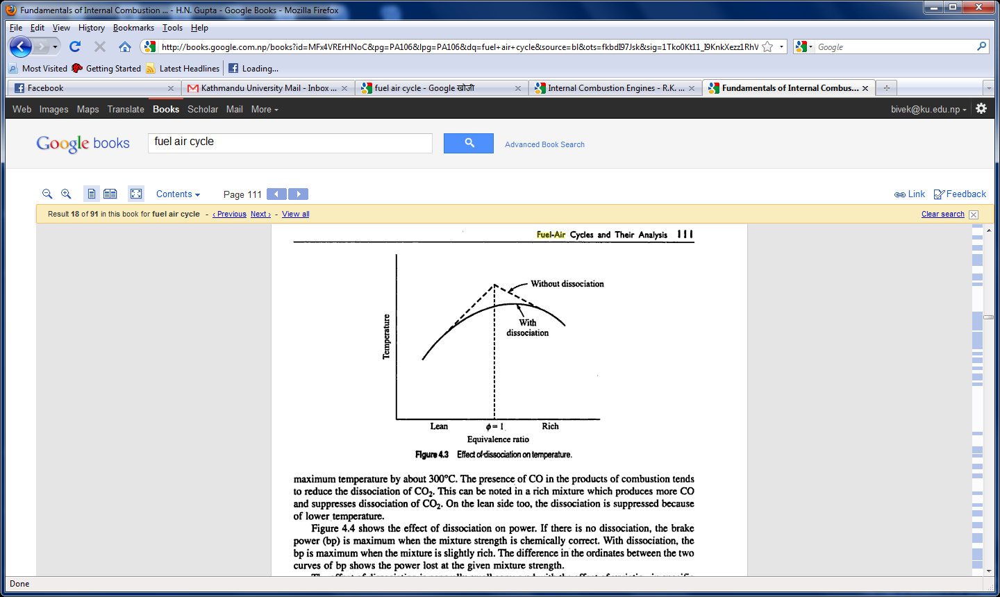 Fundamentals of Internal Combustion ... - H.N. Gupta - Google Books - Mozilla Firefox
File Edit View History Bookmarks Tools Help
http://books.google.com.np/books?id=MFx4VRErHNoC&pg=PA106&lpg=PA106&dq=fuel+air+cycle&source=bl&ots=fkbdI97Jsk&sig=1Tko0Kt11_I9KnkXezz1RhV
Google
Most Visited Getting Started Latest Headlines Loading...
Facebook Kathmandu University Mail - Inbox ... fuel air cycle - Google खोजी Internal Combustion Engines - R.K. ... Fundamentals of Internal Combus...
Web Images Maps Translate Books Scholar Mail More bivek@ku.edu.np
Google books fuel air cycle Advanced Book Search
Contents Page 111 Link Feedback
Result 18 of 91 in this book for fuel air cycle - ‹ Previous Next › - View all Clear search
Fuel-Air Cycles and Their Analysis 111
Without dissociation
With
dissociation
Temperature
Lean ϕ = 1 Rich
Equivalence ratio
Figure 4.3 Effect of dissociation on temperature.
maximum temperature by about 300°C. The presence of CO in the products of combustion tends
to reduce the dissociation of CO₂. This can be noted in a rich mixture which produces more CO
and suppresses dissociation of CO₂. On the lean side too, the dissociation is suppressed because
of lower temperature.
Figure 4.4 shows the effect of dissociation on power. If there is no dissociation, the brake
power (bp) is maximum when the mixture strength is chemically correct. With dissociation, the
bp is maximum when the mixture is slightly rich. The difference in the ordinates between the two
curves of bp shows the power lost at the given mixture strength.
Done